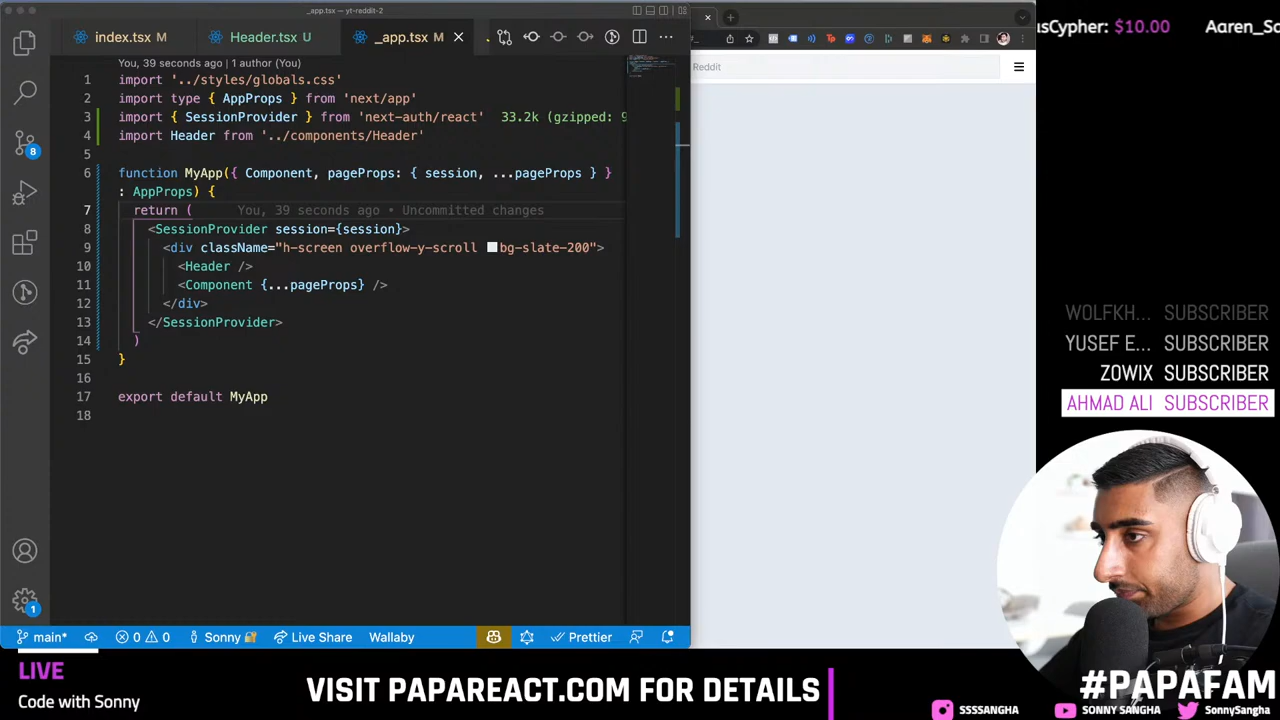 _app.tsx — yt-reddit-2
index.tsx M
Header.tsx U
_app.tsx M
You, 39 seconds ago | 1 author (You)
1 import '../styles/globals.css'
2 import type { AppProps } from 'next/app'
3 import { SessionProvider } from 'next-auth/react' 33.2k (gzipped: 9
4 import Header from '../components/Header'
5
6 function MyApp({ Component, pageProps: { session, ...pageProps } }
: AppProps) {
7 return ( You, 39 seconds ago • Uncommitted changes
8 <SessionProvider session={session}>
9 <div className="h-screen overflow-y-scroll bg-slate-200">
10 <Header />
11 <Component {...pageProps} />
12 </div>
13 </SessionProvider>
14 )
15 }
16
17 export default MyApp
18
8
1
main*
0 0
Sonny
Live Share
Wallaby
Prettier
Reddit
usCypher: $10.00
Aaren_Sc
WOLFKH... SUBSCRIBER
YUSEF E... SUBSCRIBER
ZOWIX SUBSCRIBER
AHMAD ALI SUBSCRIBER
LIVE
Code with Sonny
VISIT PAPAREACT.COM FOR DETAILS
#PAPAFAM
SSSSANGHA
SONNY SANGHA
SonnySangha